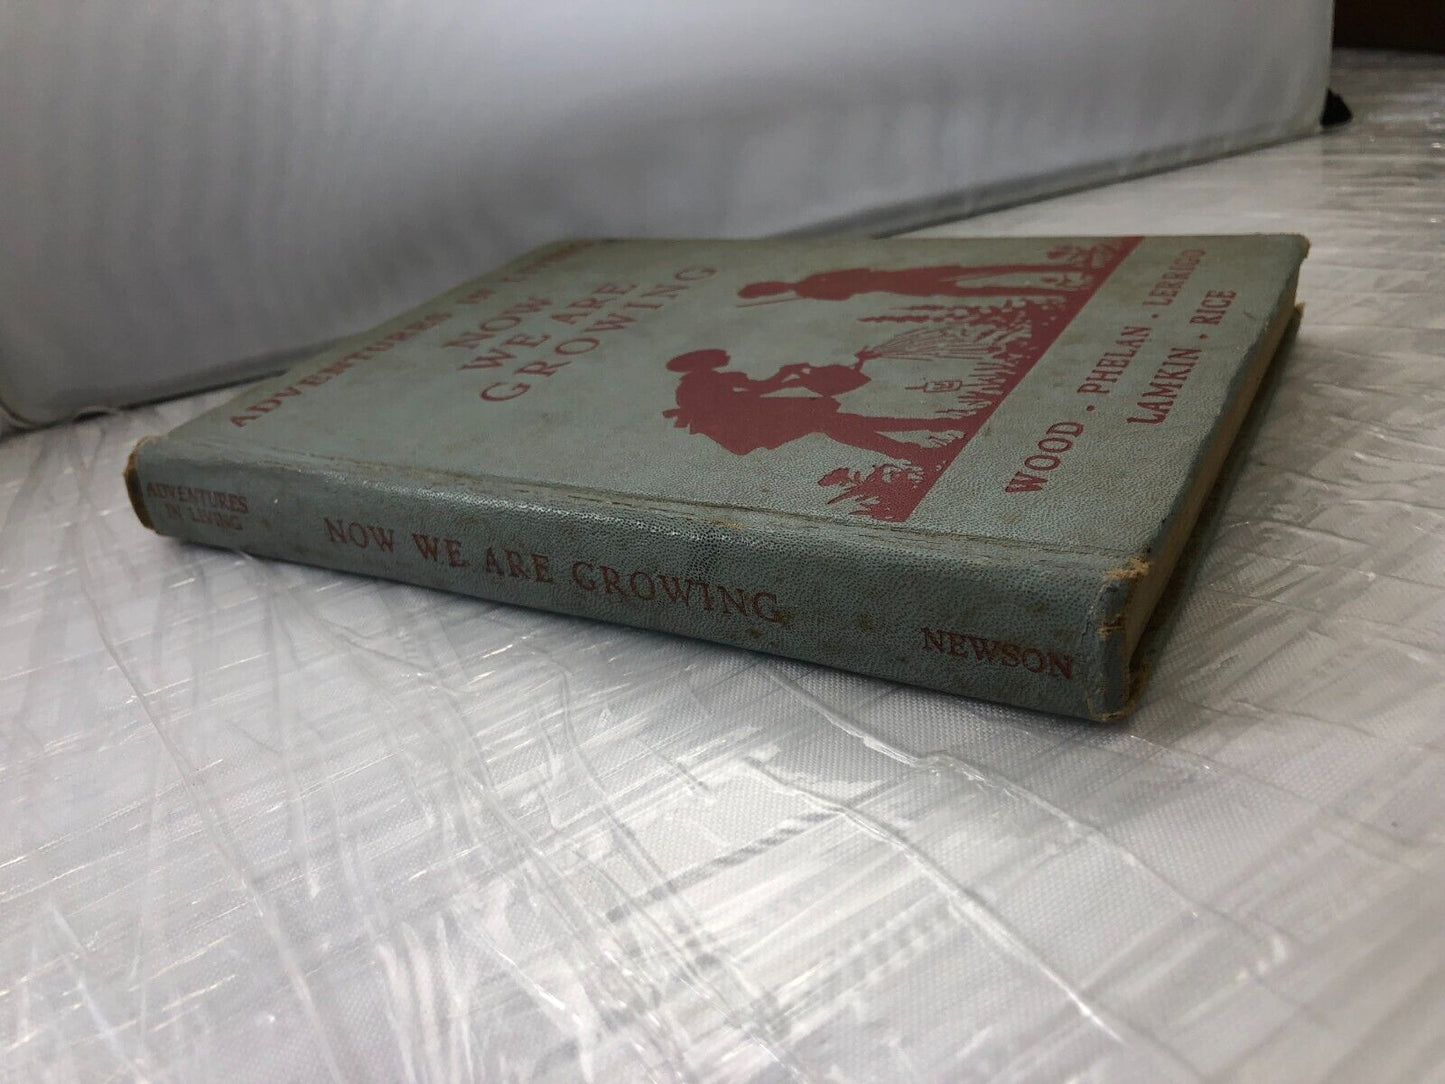 ADVENTURES IN LIVING
NOW
WE ARE
GROWING
WOOD . PHELAN . LERRIGO
LAMKIN . RICE
ADVENTURES
IN LIVING
NOW WE ARE GROWING
NEWSON